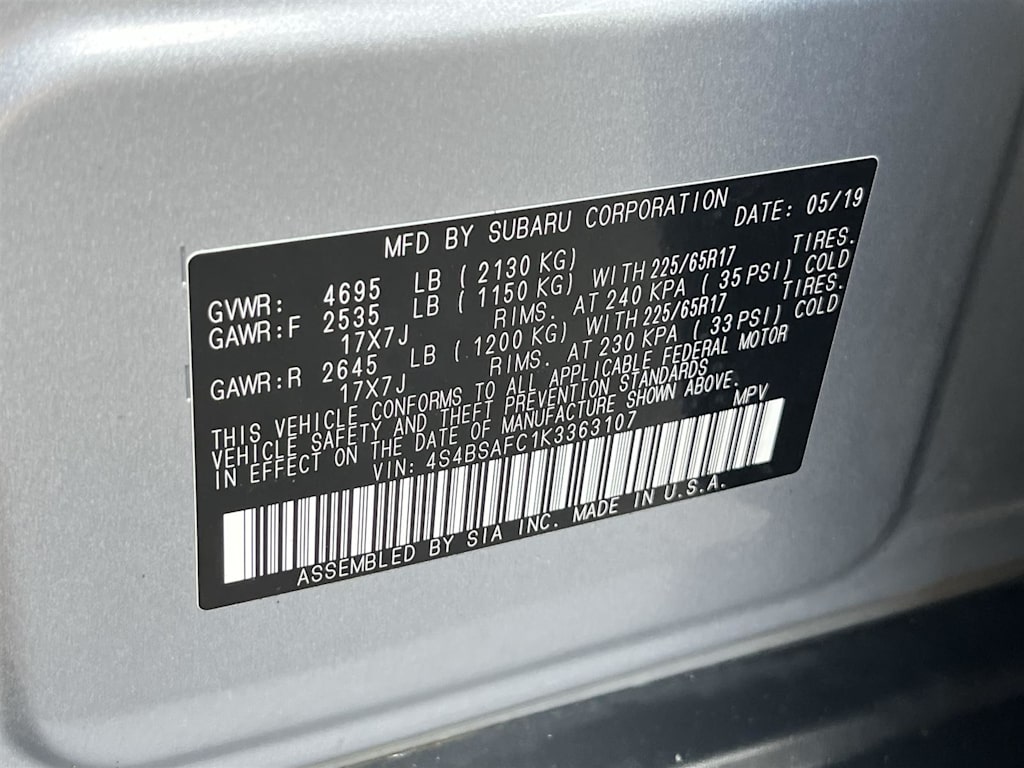 MFD BY SUBARU CORPORATION DATE: 05/19
GVWR: 4695 LB ( 2130 KG)
GAWR:F 2535 LB ( 1150 KG) WITH 225/65R17 TIRES.
17X7J RIMS. AT 240 KPA ( 35 PSI) COLD
GAWR:R 2645 LB ( 1200 KG) WITH 225/65R17 TIRES.
17X7J RIMS. AT 230 KPA ( 33 PSI) COLD
THIS VEHICLE CONFORMS TO ALL APPLICABLE FEDERAL MOTOR
VEHICLE SAFETY AND THEFT PREVENTION STANDARDS
IN EFFECT ON THE DATE OF MANUFACTURE SHOWN ABOVE.
VIN: 4S4BSAFC1K3363107 MPV
ASSEMBLED BY SIA INC. MADE IN U.S.A.